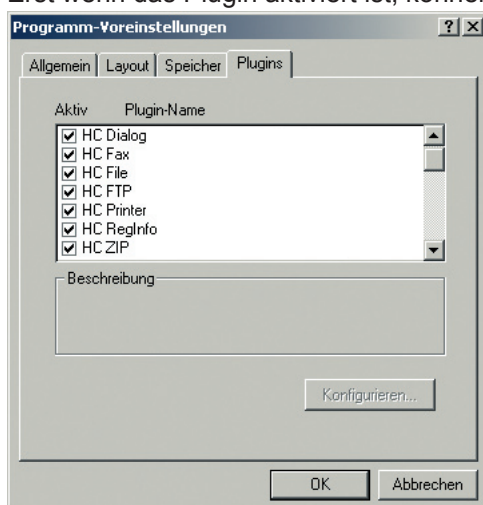 Programm-Voreinstellungen
Allgemein Layout Speicher Plugins
Aktiv Plugin-Name
HC Dialog
HC Fax
HC File
HC FTP
HC Printer
HC RegInfo
HC ZIP
Beschreibung
Konfigurieren...
OK Abbrechen